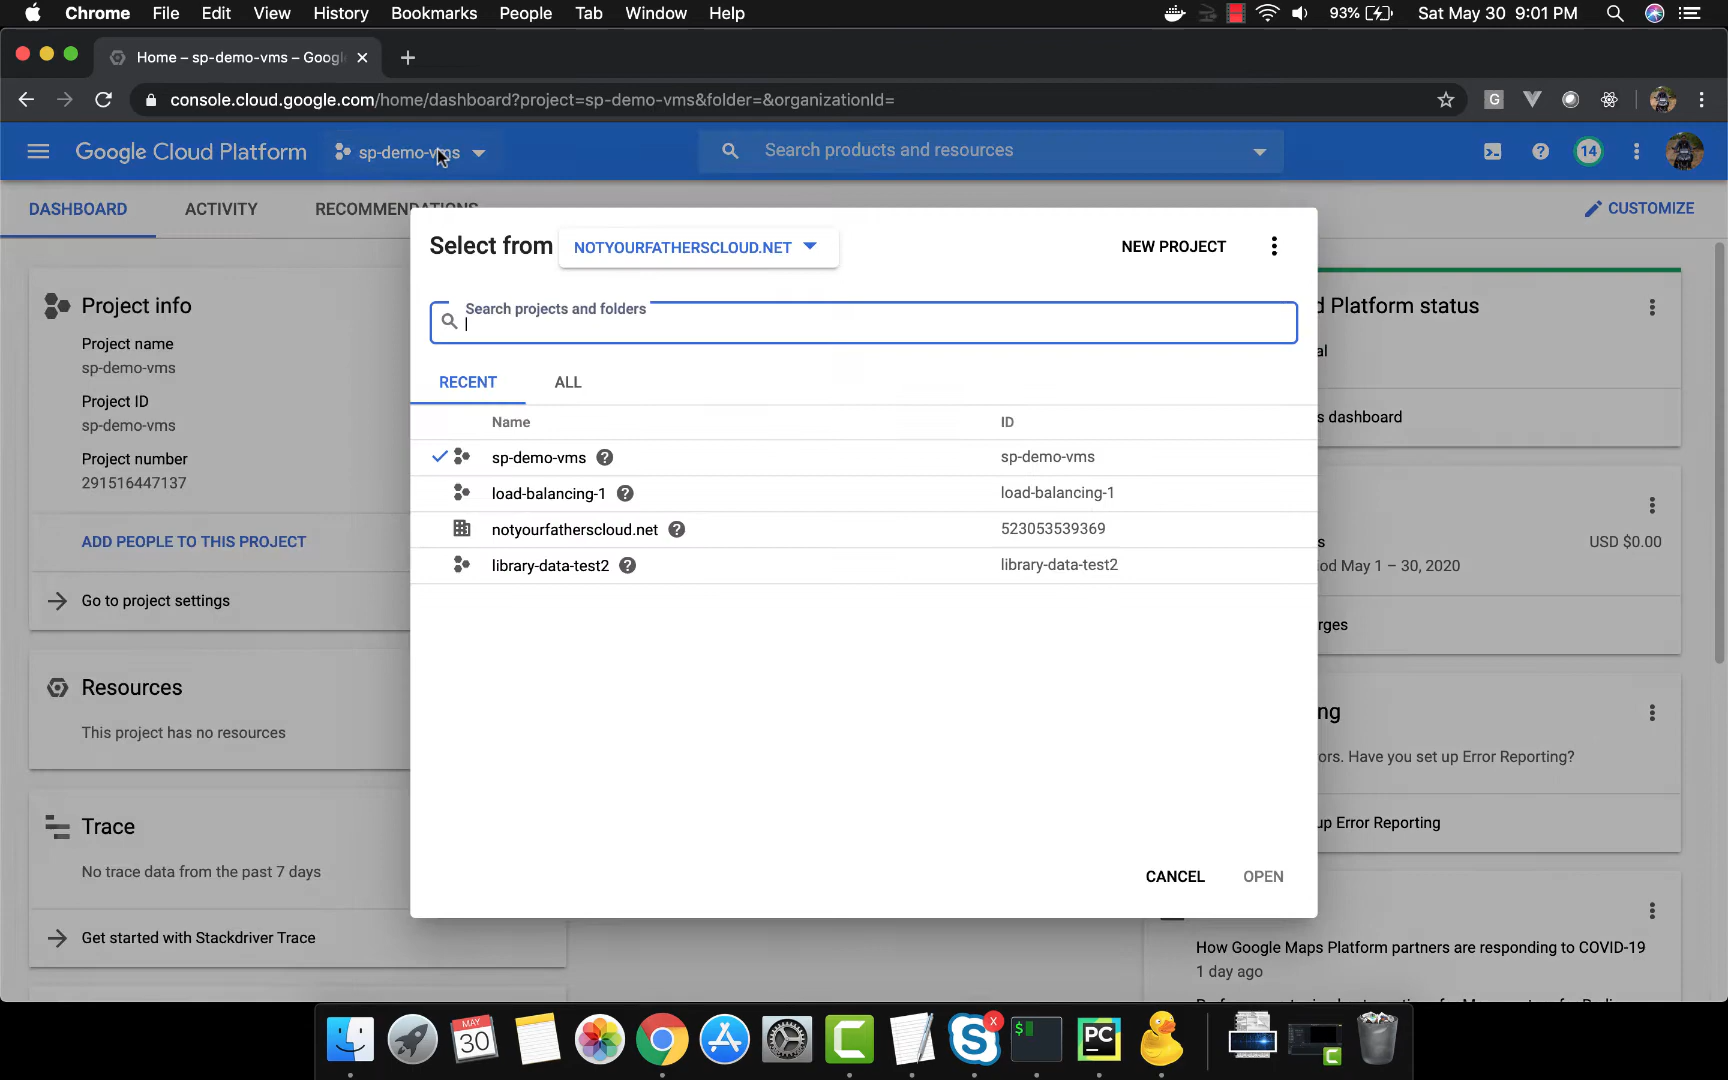 Chrome File Edit View History Bookmarks People Tab Window Help 93% Sat May 30 9:01 PM
Home – sp-demo-vms – Googl
console.cloud.google.com/home/dashboard?project=sp-demo-vms&folder=&organizationId=
Google Cloud Platform sp-demo-vms Search products and resources 14
DASHBOARD ACTIVITY RECOMMENDATIONS CUSTOMIZE
Select from NOTYOURFATHERSCLOUD.NET NEW PROJECT
Search projects and folders
RECENT ALL
Name ID
sp-demo-vms sp-demo-vms
load-balancing-1 load-balancing-1
notyourfatherscloud.net 523053539369
library-data-test2 library-data-test2
CANCEL OPEN
Project info
Project name
sp-demo-vms
Project ID
sp-demo-vms
Project number
291516447137
ADD PEOPLE TO THIS PROJECT
Go to project settings
Resources
This project has no resources
Trace
No trace data from the past 7 days
Get started with Stackdriver Trace
d Platform status
al
s dashboard
s USD $0.00
od May 1 – 30, 2020
rges
ng
ors. Have you set up Error Reporting?
up Error Reporting
How Google Maps Platform partners are responding to COVID-19
1 day ago
MAY
30
$
X
PC